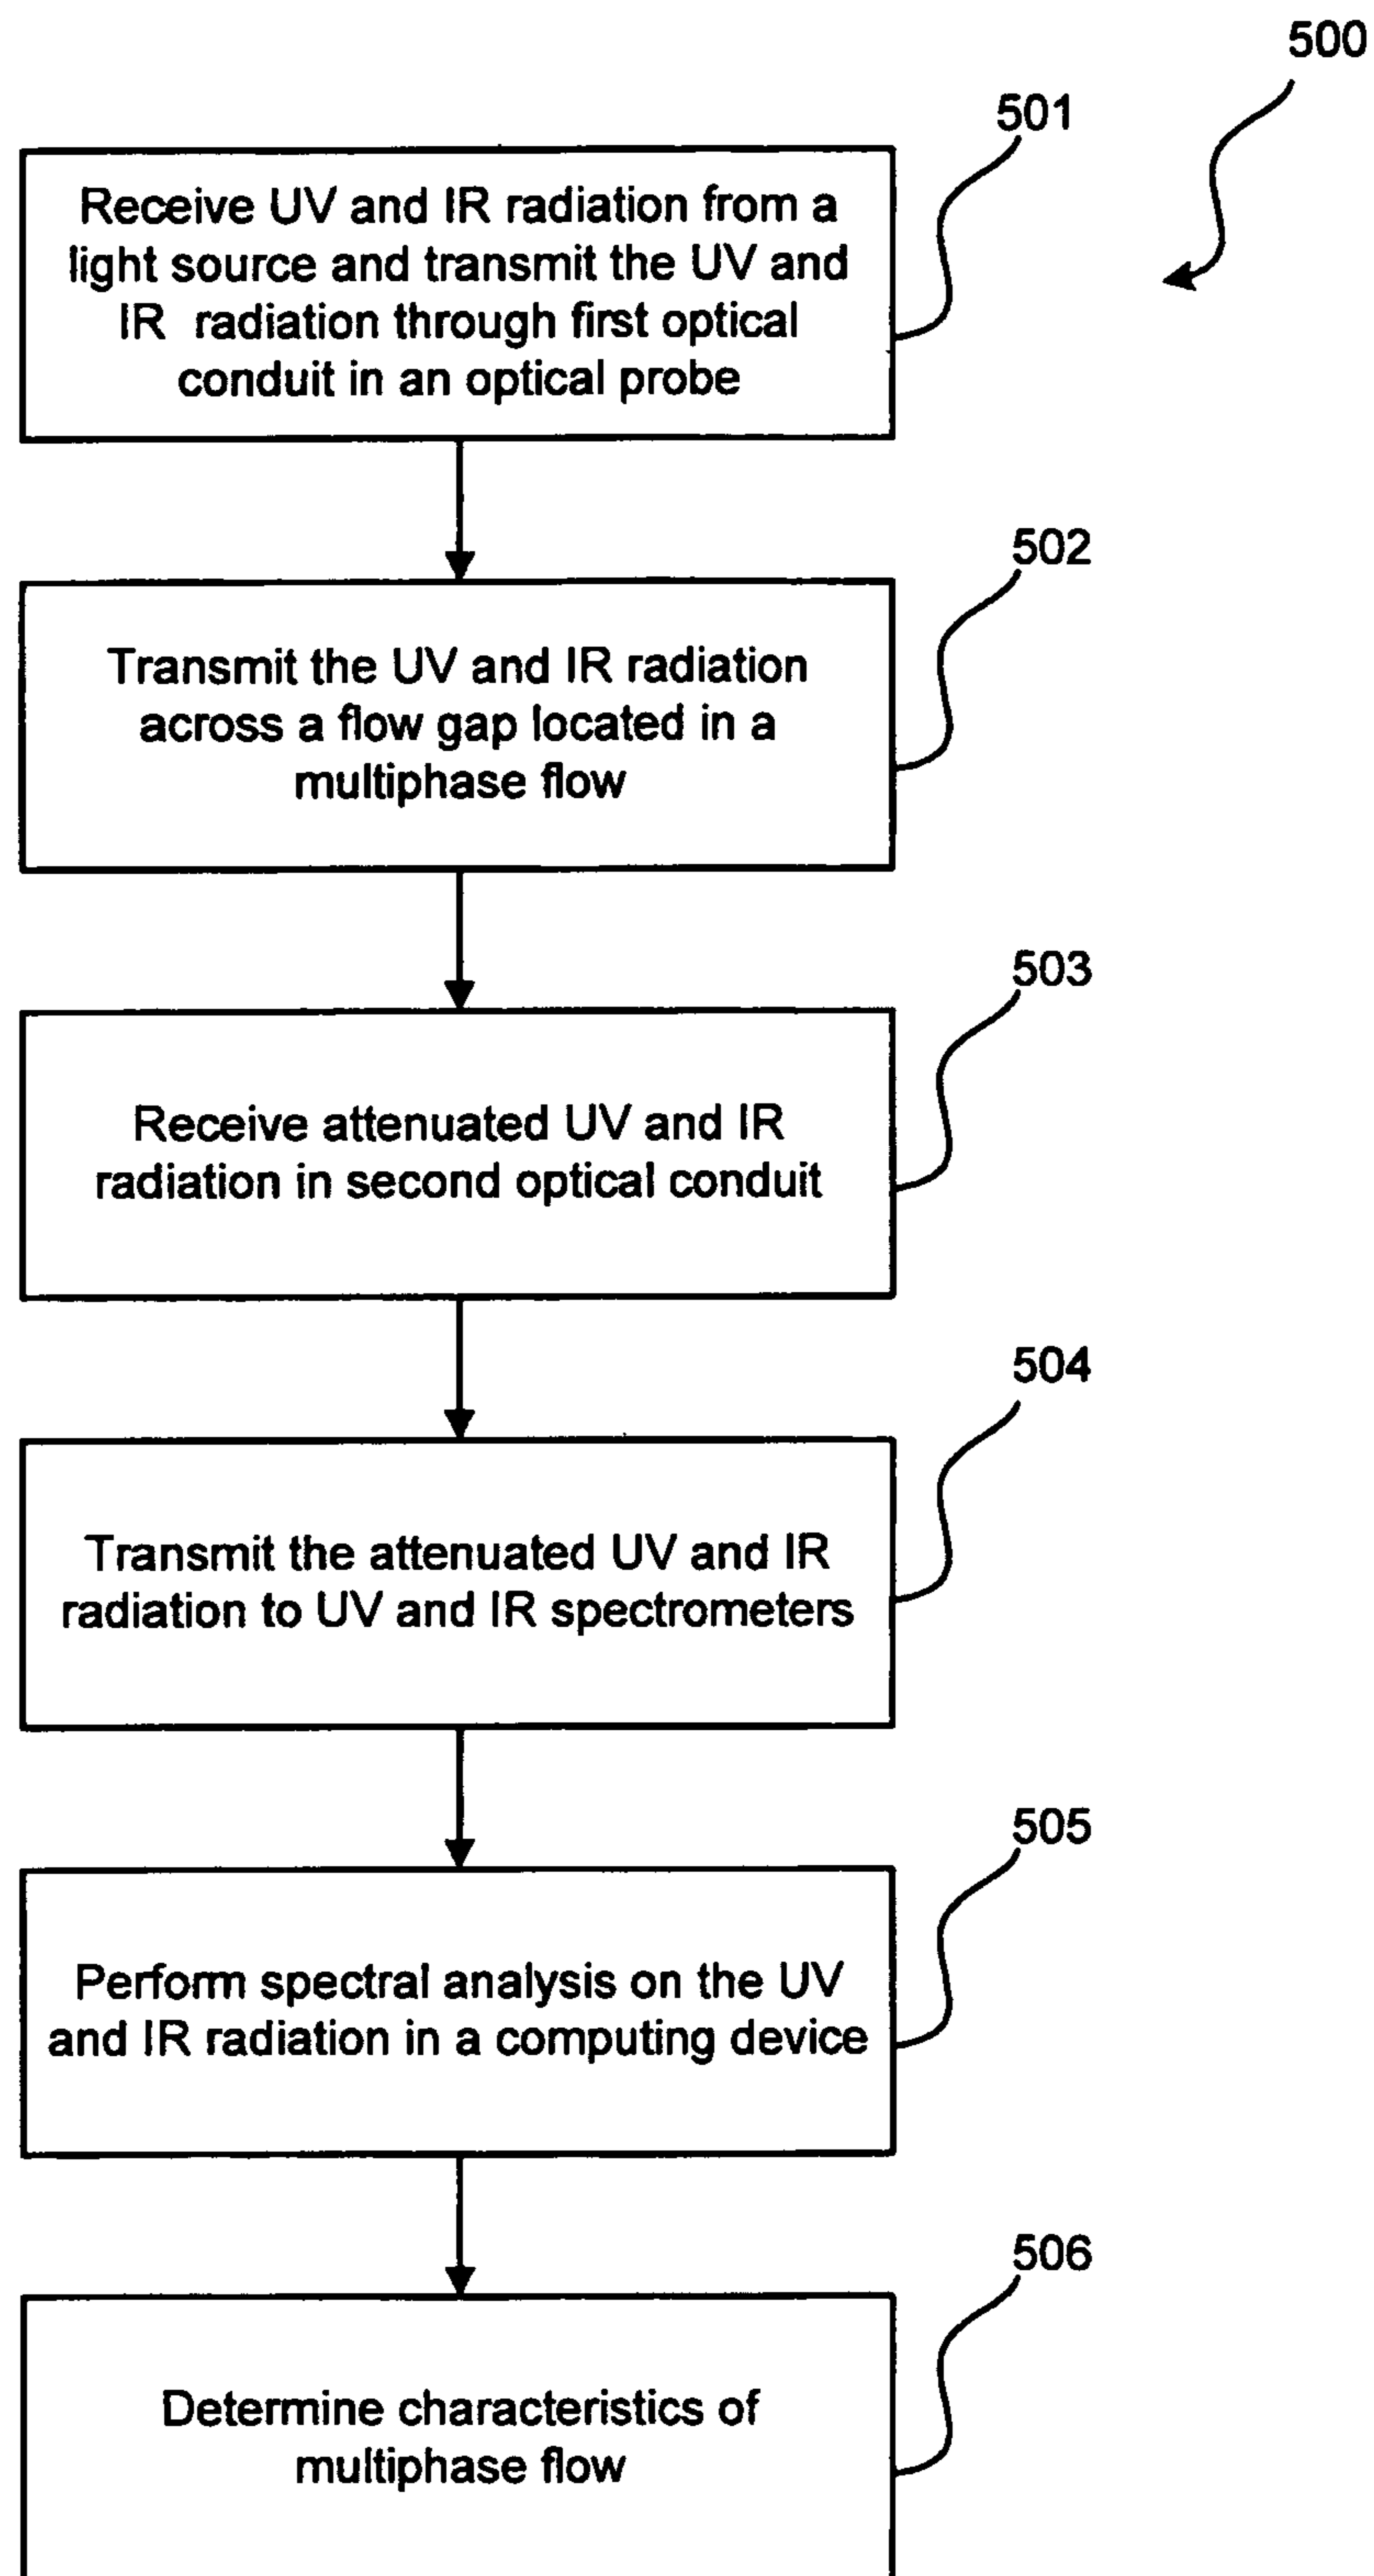 500
501
Receive UV and IR radiation from a
light source and transmit the UV and
IR radiation through first optical
conduit in an optical probe
502
Transmit the UV and IR radiation
across a flow gap located in a
multiphase flow
503
Receive attenuated UV and IR
radiation in second optical conduit
504
Transmit the attenuated UV and IR
radiation to UV and IR spectrometers
505
Perform spectral analysis on the UV
and IR radiation in a computing device
506
Determine characteristics of
multiphase flow